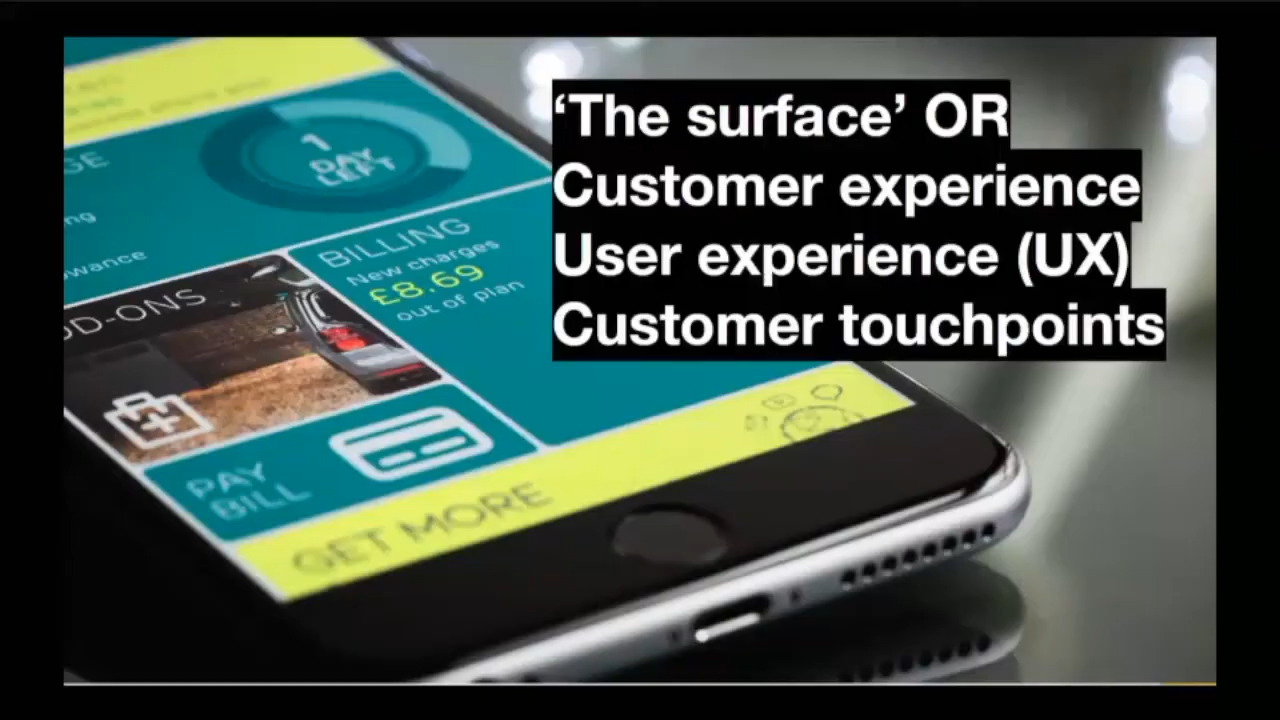 ‘The surface’ OR
Customer experience
User experience (UX)
Customer touchpoints
1
DAY
LEFT
BILLING
New charges
£8.69
out of plan
PAY
BILL
GET MORE